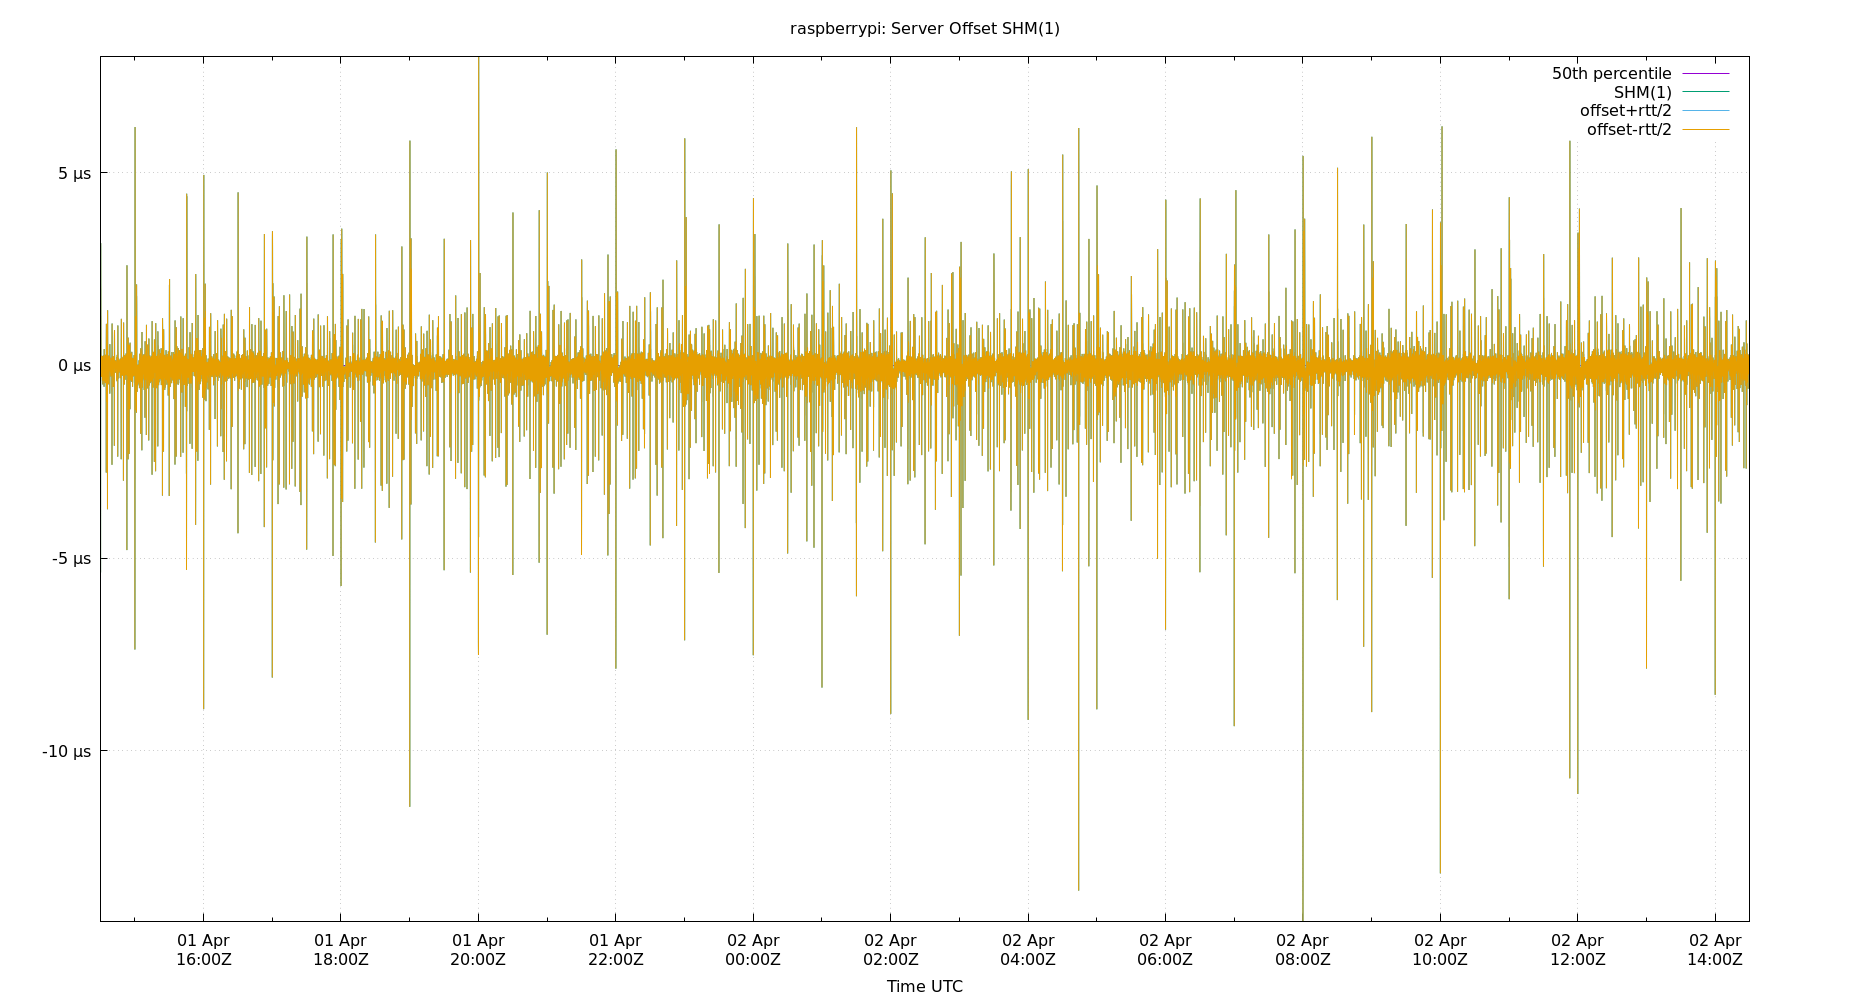 raspberrypi: Server Offset SHM(1)
50th percentile
SHM(1)
offset+rtt/2
offset-rtt/2
5 µs
0 µs
-5 µs
-10 µs
01 Apr 01 Apr 01 Apr 01 Apr 02 Apr 02 Apr 02 Apr 02 Apr 02 Apr 02 Apr 02 Apr 02 Apr
16:00Z 18:00Z 20:00Z 22:00Z 00:00Z 02:00Z 04:00Z 06:00Z 08:00Z 10:00Z 12:00Z 14:00Z
Time UTC